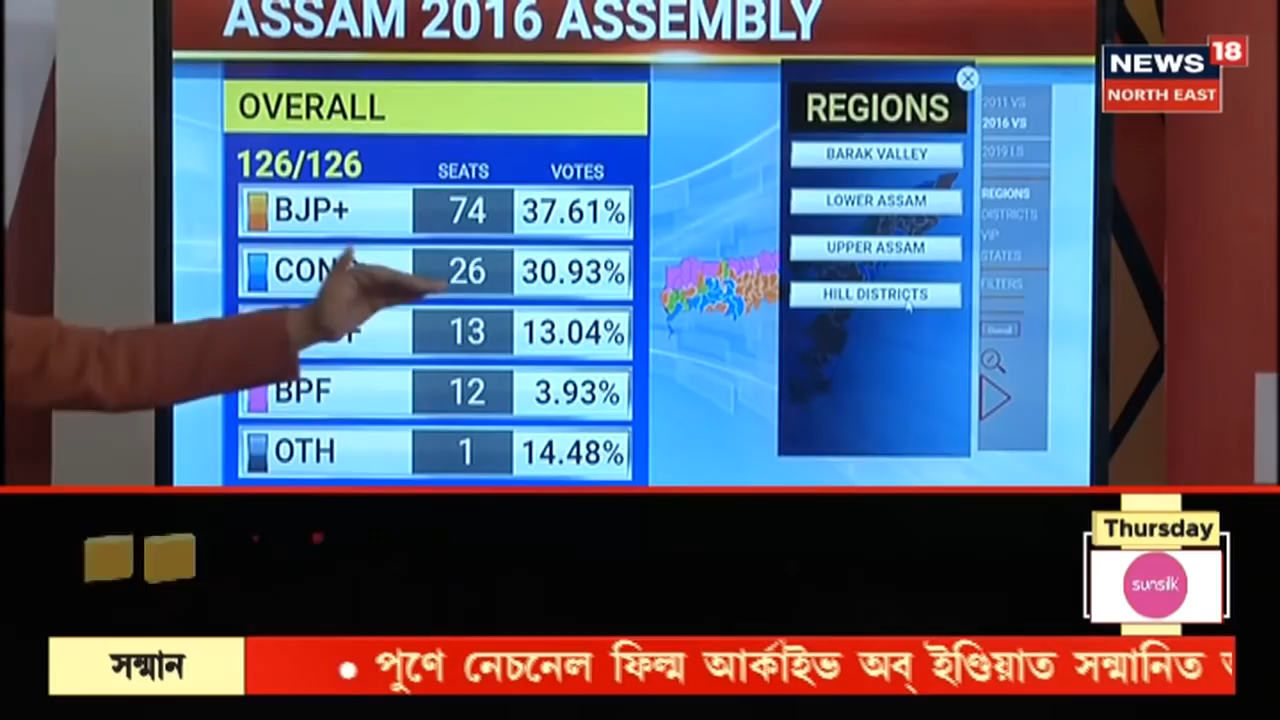 ASSAM 2016 ASSEMBLY
NEWS 18
NORTH EAST
OVERALL
126/126 SEATS VOTES
BJP+ 74 37.61%
26 30.93%
13 13.04%
BPF 12 3.93%
OTH 1 14.48%
REGIONS
BARAK VALLEY
LOWER ASSAM
UPPER ASSAM
HILL DISTRICTS
2011 VS
2016 VS
2019 LS
REGIONS
DISTRICTS
VIP
STATES
FILTERS
Thursday
sunsilk
সন্মান
পুণে নেচনেল ফিল্ম আৰ্কাইভ অব্ ইণ্ডিয়াত সন্মানিত